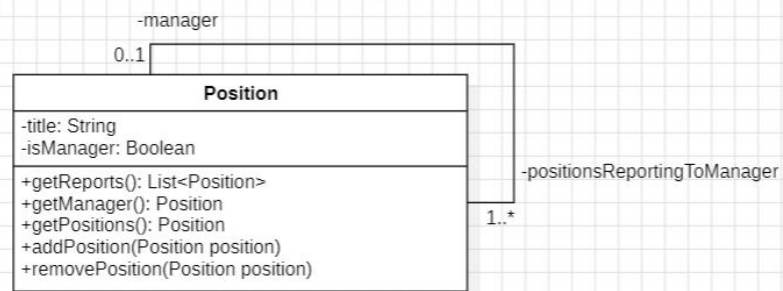 -manager
0..1
Position
-title: String
-isManager: Boolean
+getReports(): List<Position>
+getManager(): Position
+getPositions(): Position
+addPosition(Position position)
+removePosition(Position position)
-positionsReportingToManager
1..*